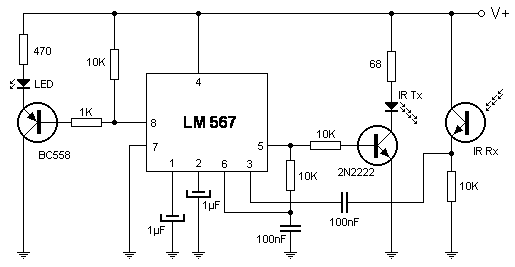 V+
470
10K
68
LED
4
IR Tx
1K
LM 567
8
BC558
7
5
10K
2N2222
IR Rx
1
2
6
3
10K
10K
1µF
1µF
100nF
100nF